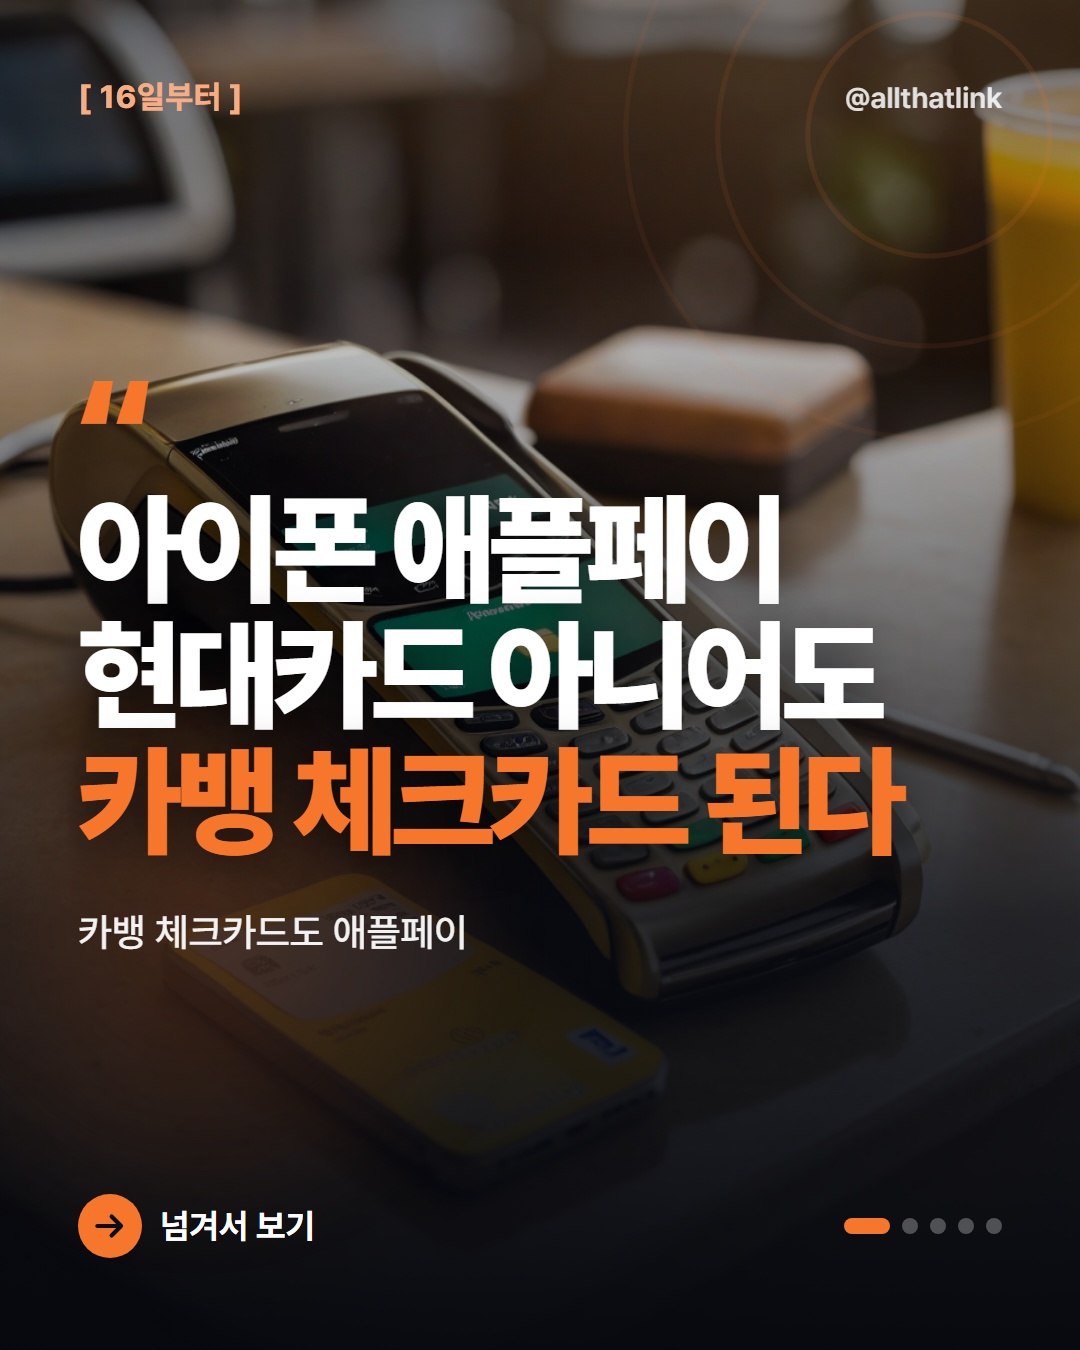 [ 16일부터 ]
@allthatlink
“
아이폰 애플페이
현대카드 아니어도
카뱅 체크카드 된다
카뱅 체크카드도 애플페이
넘겨서 보기